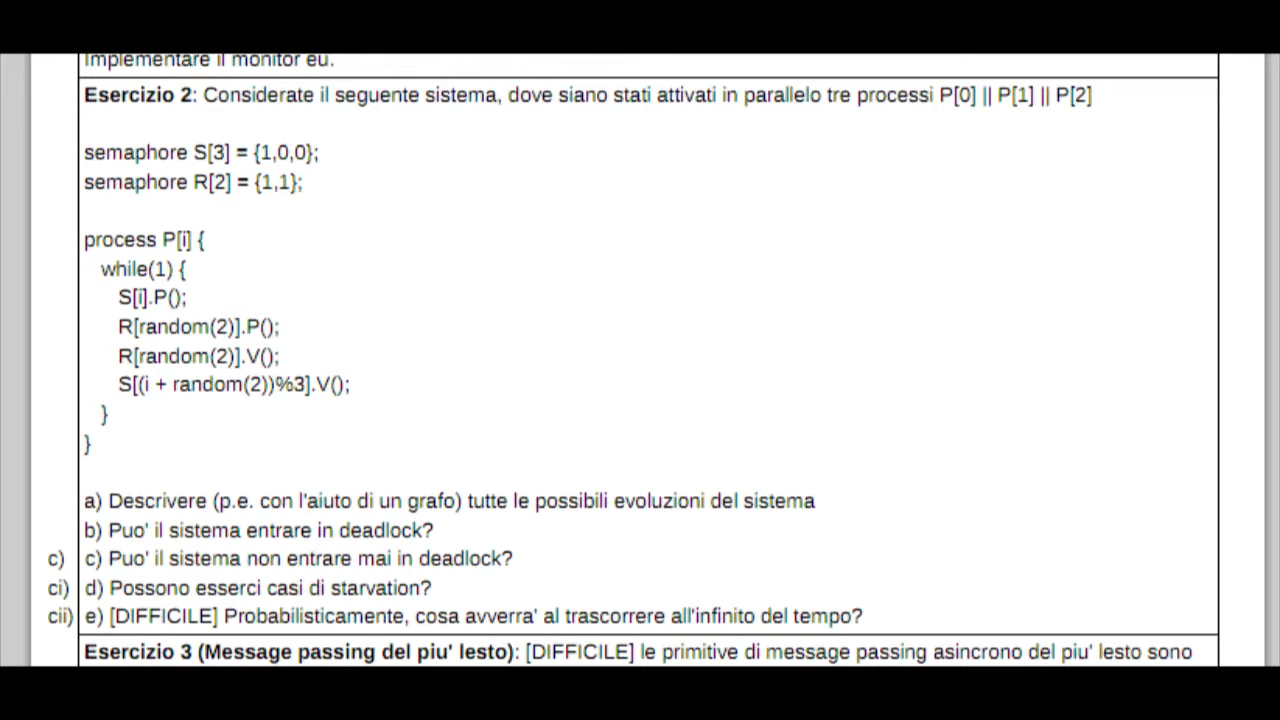 Implementare il monitor eu.
Esercizio 2: Considerate il seguente sistema, dove siano stati attivati in parallelo tre processi P[0] || P[1] || P[2]
semaphore S[3] = {1,0,0};
semaphore R[2] = {1,1};
process P[i] {
while(1) {
S[i].P();
R[random(2)].P();
R[random(2)].V();
S[(i + random(2))%3].V();
}
}
a) Descrivere (p.e. con l'aiuto di un grafo) tutte le possibili evoluzioni del sistema
b) Puo' il sistema entrare in deadlock?
c) c) Puo' il sistema non entrare mai in deadlock?
ci) d) Possono esserci casi di starvation?
cii) e) [DIFFICILE] Probabilisticamente, cosa avverra' al trascorrere all'infinito del tempo?
Esercizio 3 (Message passing del piu' lesto): [DIFFICILE] le primitive di message passing asincrono del piu' lesto sono